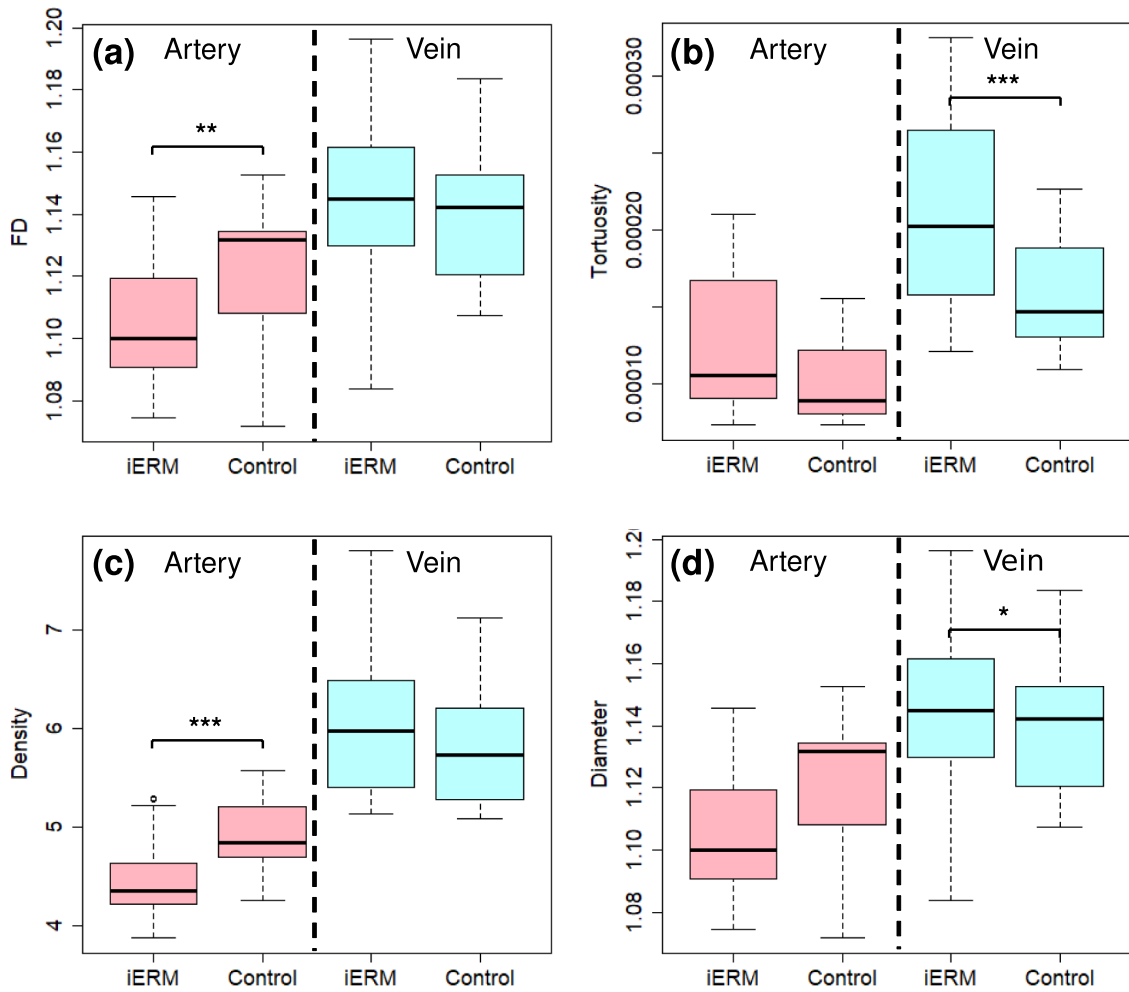 (a) Artery Vein
**
FD
1.20
1.18
1.16
1.14
1.12
1.10
1.08
iERM Control iERM Control
(b) Artery Vein
***
Tortuosity
0.00030
0.00020
0.00010
iERM Control iERM Control
(c) Artery Vein
***
Density
7
6
5
4
iERM Control iERM Control
(d) Artery Vein
*
Diameter
1.20
1.18
1.16
1.14
1.12
1.10
1.08
iERM Control iERM Control